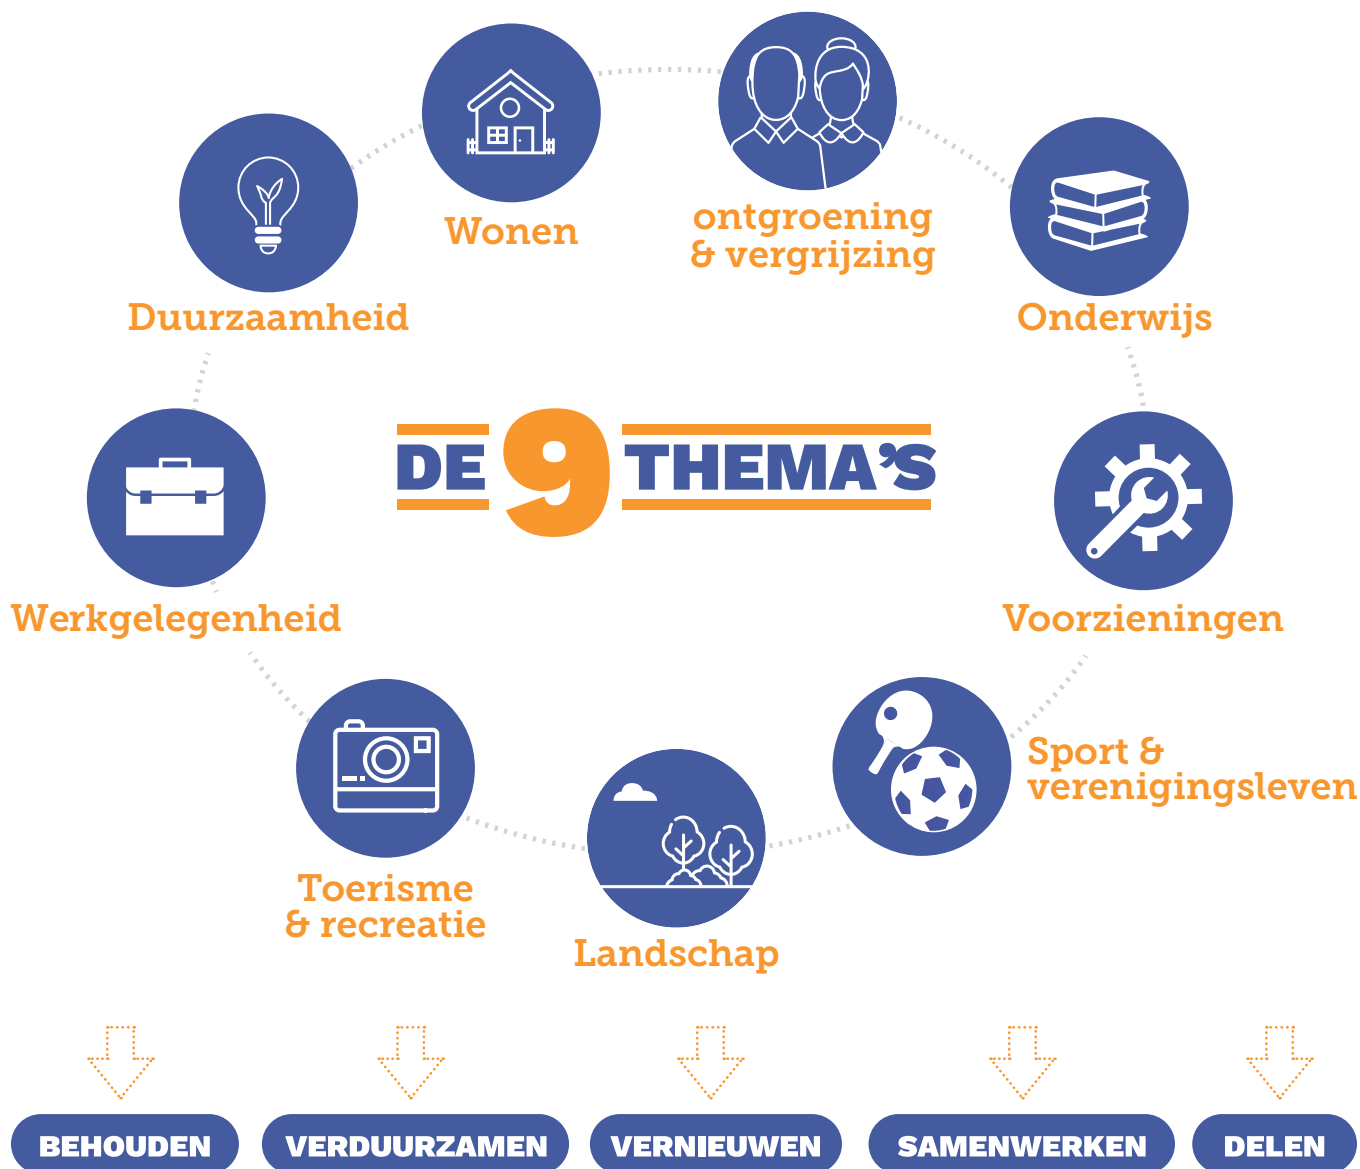 Wonen
ontgroening
& vergrijzing
Duurzaamheid
Onderwijs
DE 9 THEMA'S
Werkgelegenheid
Voorzieningen
Sport &
verenigingsleven
Toerisme
& recreatie
Landschap
BEHOUDEN
VERDUURZAMEN
VERNIEUWEN
SAMENWERKEN
DELEN